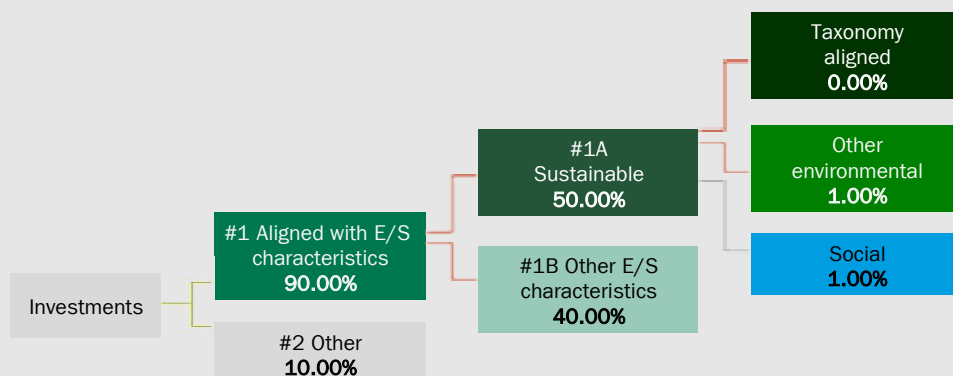 Investments
#1 Aligned with E/S
characteristics
90.00%
#2 Other
10.00%
#1A
Sustainable
50.00%
#1B Other E/S
characteristics
40.00%
Taxonomy
aligned
0.00%
Other
environmental
1.00%
Social
1.00%